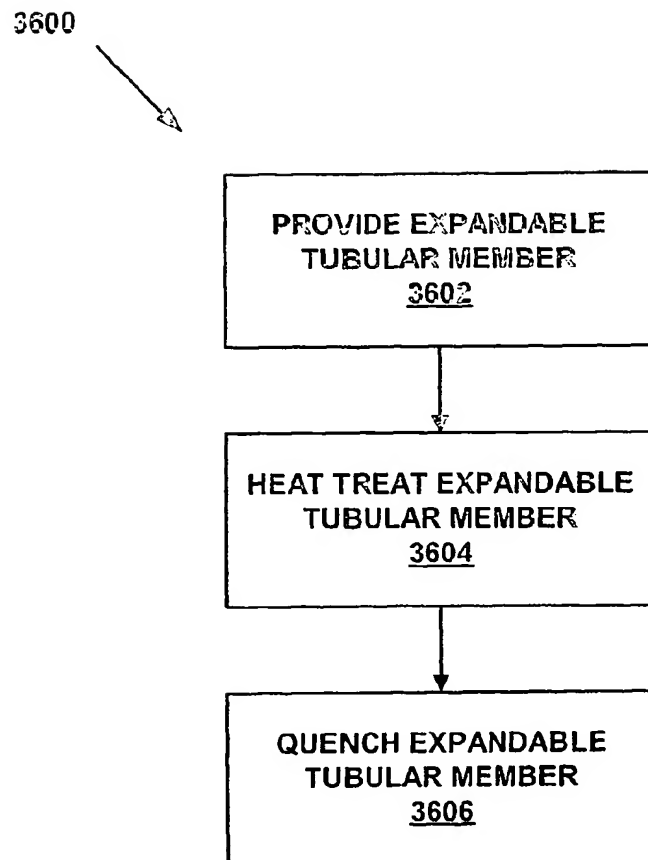 3600
PROVIDE EXPANDABLE
TUBULAR MEMBER
3602
HEAT TREAT EXPANDABLE
TUBULAR MEMBER
3604
QUENCH EXPANDABLE
TUBULAR MEMBER
3606